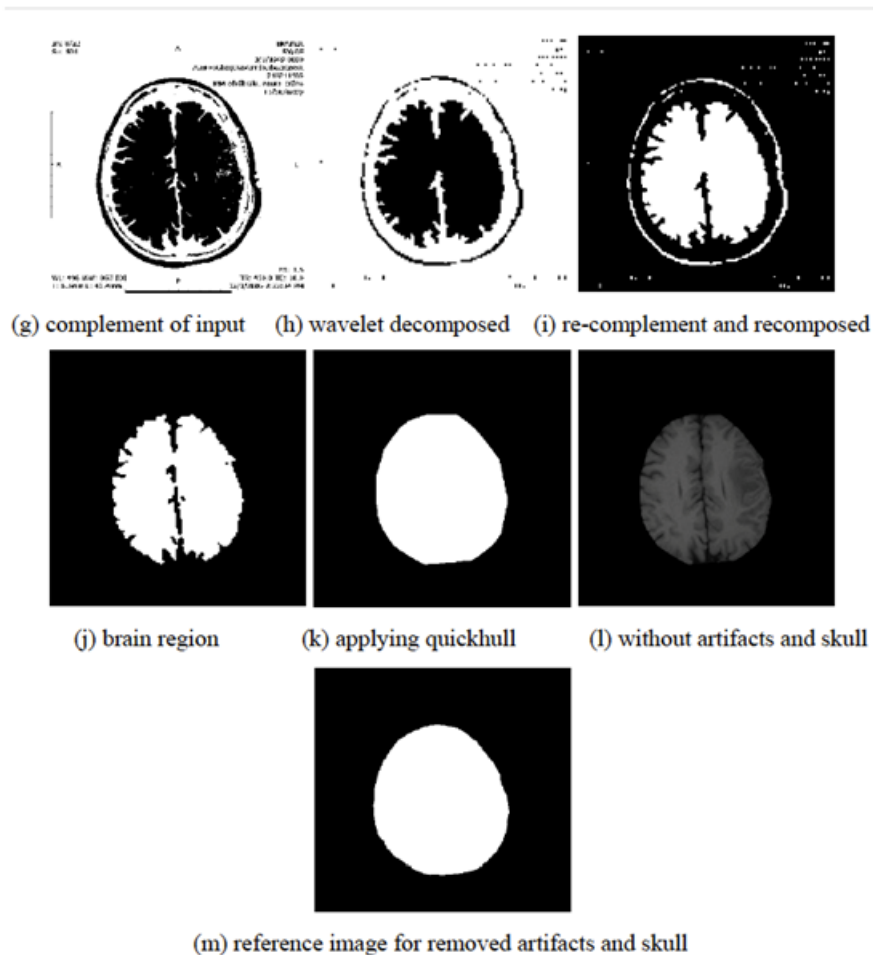 A
L
P
(g) complement of input (h) wavelet decomposed (i) re-complement and recomposed
(j) brain region (k) applying quickhull (l) without artifacts and skull
(m) reference image for removed artifacts and skull